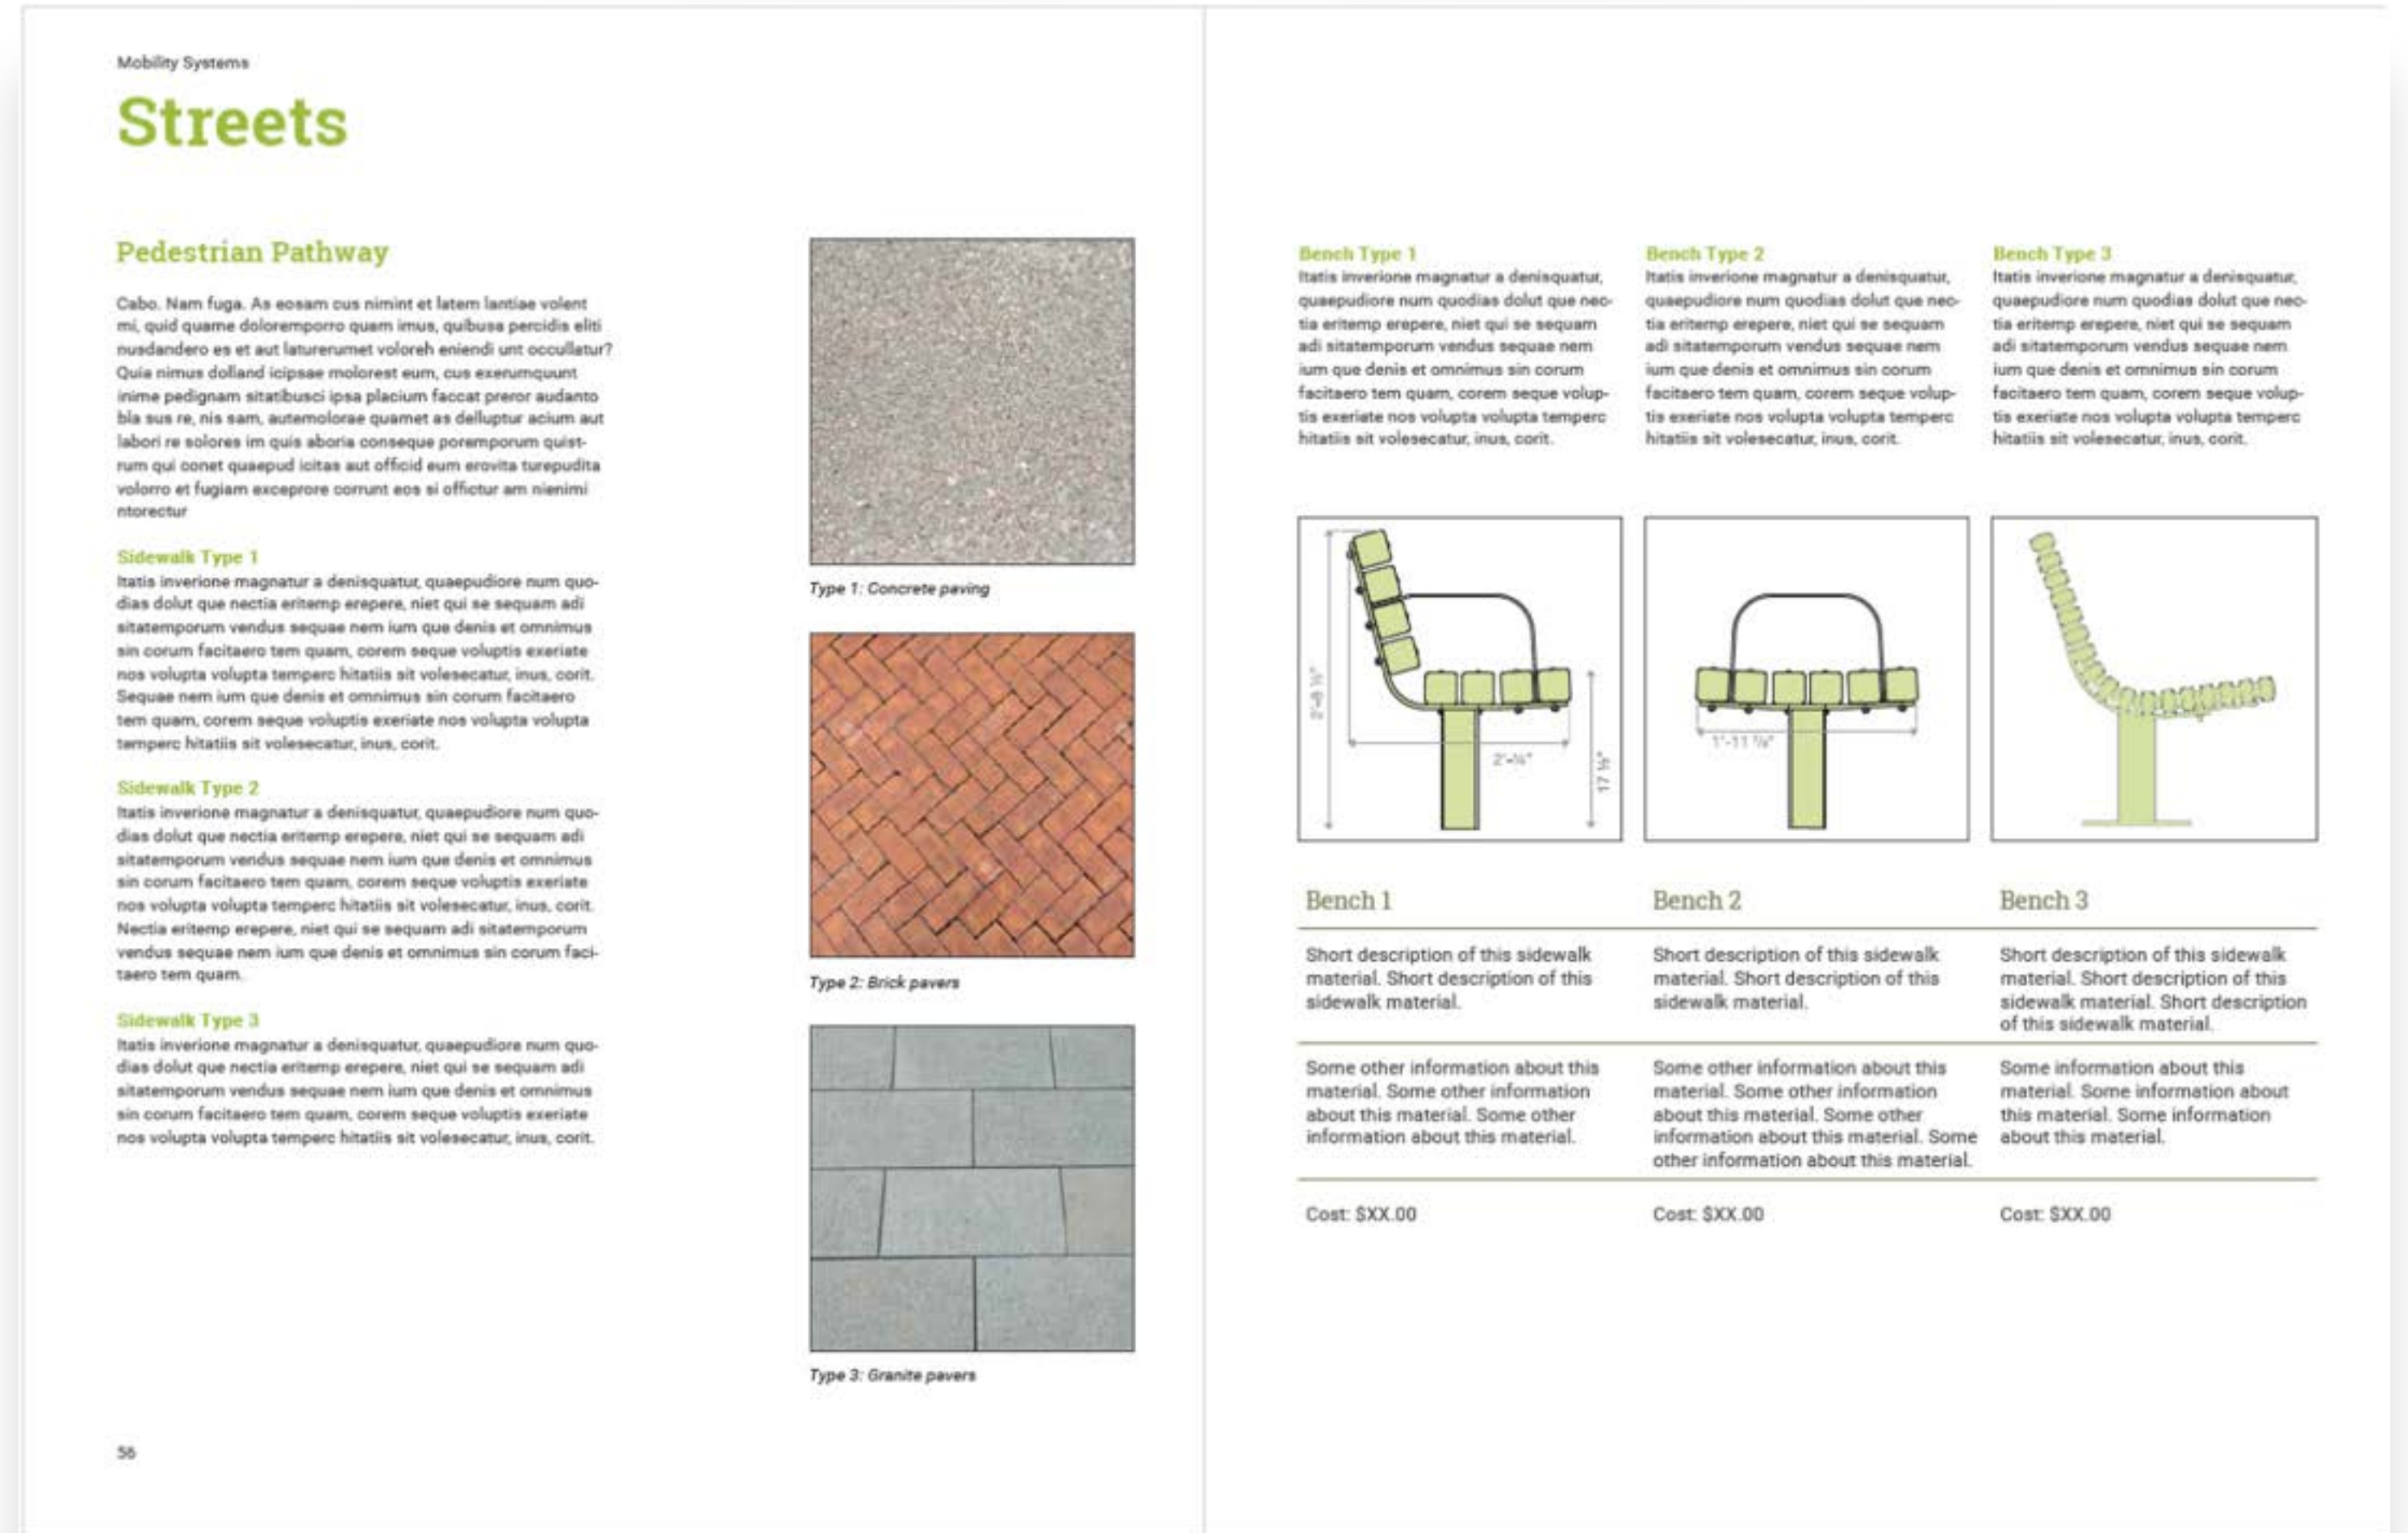 Mobility Systems
Streets
Pedestrian Pathway
Cabo. Nam fuga. As eosam cus nimint et latem lantiae volent
mi, quid quame doloremporro quam imus, quibusa percidis eliti
nusdandero es et aut laturerumet voloreh eniendi unt occullatur?
Quia nimus dolland icipsae molorest eum, cus exerumquunt
inime pedignam sitatibusci ipsa placium faccat preror audanto
bla sus re, nis sam, autemolorae quamet as delluptur acium aut
labori re solores im quis aboria conseque poremporum quist-
rum qui conet quaepud icitas aut officid eum erovita turepudita
volorro et fugiam exceprore corrunt eos si offictur am nienimi
ntorectur
Sidewalk Type 1
Itatis inverione magnatur a denisquatur, quaepudiore num quo-
dias dolut que nectia eritemp erepere, niet qui se sequam adi
sitatemporum vendus sequae nem ium que denis et omnimus
sin corum facitaero tem quam, corem seque voluptis exeriate
nos volupta volupta temperc hitatiis sit volesecatur, inus, corit.
Sequae nem ium que denis et omnimus sin corum facitaero
tem quam, corem seque voluptis exeriate nos volupta volupta
temperc hitatiis sit volesecatur, inus, corit.
Sidewalk Type 2
Itatis inverione magnatur a denisquatur, quaepudiore num quo-
dias dolut que nectia eritemp erepere, niet qui se sequam adi
sitatemporum vendus sequae nem ium que denis et omnimus
sin corum facitaero tem quam, corem seque voluptis exeriate
nos volupta volupta temperc hitatiis sit volesecatur, inus, corit.
Nectia eritemp erepere, niet qui se sequam adi sitatemporum
vendus sequae nem ium que denis et omnimus sin corum faci-
taero tem quam.
Sidewalk Type 3
Itatis inverione magnatur a denisquatur, quaepudiore num quo-
dias dolut que nectia eritemp erepere, niet qui se sequam adi
sitatemporum vendus sequae nem ium que denis et omnimus
sin corum facitaero tem quam, corem seque voluptis exeriate
nos volupta volupta temperc hitatiis sit volesecatur, inus, corit.
Type 1: Concrete paving
Type 2: Brick pavers
Type 3: Granite pavers
56
Bench Type 1
Itatis inverione magnatur a denisquatur,
quaepudiore num quodias dolut que nec-
tia eritemp erepere, niet qui se sequam
adi sitatemporum vendus sequae nem
ium que denis et omnimus sin corum
facitaero tem quam, corem seque volup-
tis exeriate nos volupta volupta temperc
hitatiis sit volesecatur, inus, corit.
Bench Type 2
Itatis inverione magnatur a denisquatur,
quaepudiore num quodias dolut que nec-
tia eritemp erepere, niet qui se sequam
adi sitatemporum vendus sequae nem
ium que denis et omnimus sin corum
facitaero tem quam, corem seque volup-
tis exeriate nos volupta volupta temperc
hitatiis sit volesecatur, inus, corit.
Bench Type 3
Itatis inverione magnatur a denisquatur,
quaepudiore num quodias dolut que nec-
tia eritemp erepere, niet qui se sequam
adi sitatemporum vendus sequae nem
ium que denis et omnimus sin corum
facitaero tem quam, corem seque volup-
tis exeriate nos volupta volupta temperc
hitatiis sit volesecatur, inus, corit.
17 ½"
Bench 1
Short description of this sidewalk
material. Short description of this
sidewalk material.
Some other information about this
material. Some other information
about this material. Some other
information about this material.
Cost: $XX.00
Bench 2
Short description of this sidewalk
material. Short description of this
sidewalk material.
Some other information about this
material. Some other information
about this material. Some other
information about this material. Some
other information about this material.
Cost: $XX.00
Bench 3
Short description of this sidewalk
material. Short description of this
sidewalk material. Short description
of this sidewalk material.
Some information about this
material. Some information about
this material. Some information
about this material.
Cost: $XX.00